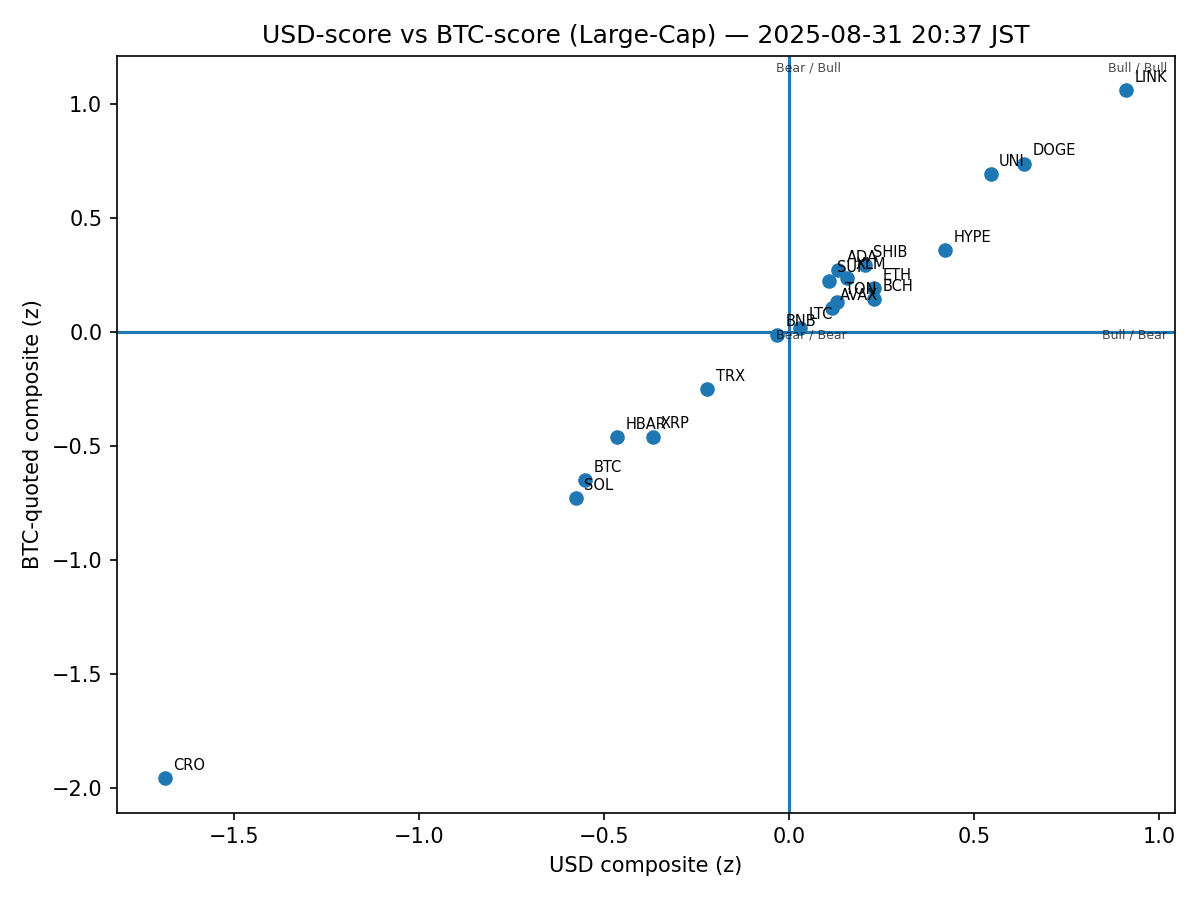 USD-score vs BTC-score (Large-Cap) — 2025-08-31 20:37 JST
Bear / Bull
Bull / Bull
LINK
DOGE
UNI
HYPE
SHIB
ADA
XLM
SUI
ETH
BCH
TON
AVAX
LTC
BNB
Bear / Bear
Bull / Bear
TRX
HBAR
XRP
BTC
SOL
CRO
1.0
0.5
0.0
−0.5
−1.0
−1.5
−2.0
BTC-quoted composite (z)
−1.5
−1.0
−0.5
0.0
0.5
1.0
USD composite (z)